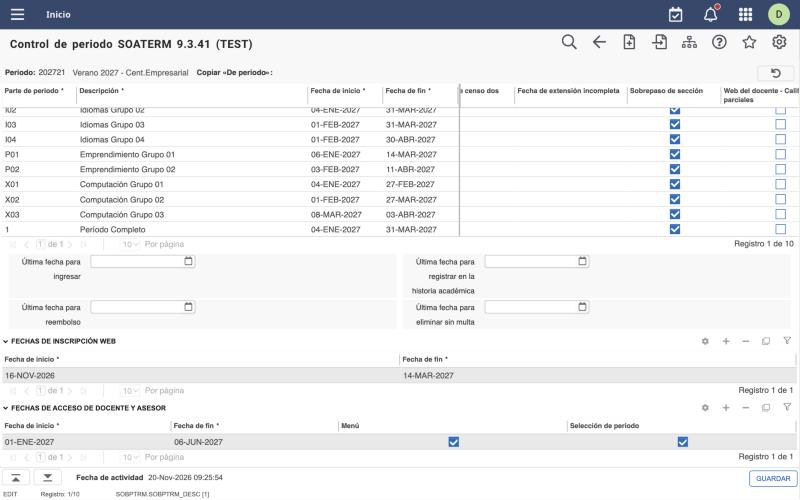 Inicio
D
Control de periodo SOATERM 9.3.41 (TEST)
Periodo: 202721 Verano 2027 - Cent.Empresarial Copiar «De periodo»:
Parte de periodo * Descripción * Fecha de inicio * Fecha de fin * censo dos Fecha de extensión incompleta Sobrepaso de sección Web del docente - Calif
parciales
I02 Idiomas Grupo 02 04-ENE-2027 31-MAR-2027
I03 Idiomas Grupo 03 01-FEB-2027 31-MAR-2027
I04 Idiomas Grupo 04 01-FEB-2027 30-ABR-2027
P01 Emprendimiento Grupo 01 06-ENE-2027 14-MAR-2027
P02 Emprendimiento Grupo 02 03-FEB-2027 11-ABR-2027
X01 Computación Grupo 01 04-ENE-2027 27-FEB-2027
X02 Computación Grupo 02 01-FEB-2027 27-MAR-2027
X03 Computación Grupo 03 08-MAR-2027 03-ABR-2027
1 Período Completo 04-ENE-2027 31-MAR-2027
1 de 1 10 Por página Registro 1 de 10
Última fecha para
ingresar
Última fecha para
registrar en la
historia académica
Última fecha para
reembolso
Última fecha para
eliminar sin multa
FECHAS DE INSCRIPCIÓN WEB
Fecha de inicio * Fecha de fin *
16-NOV-2026 14-MAR-2027
1 de 1 10 Por página Registro 1 de 1
FECHAS DE ACCESO DE DOCENTE Y ASESOR
Fecha de inicio * Fecha de fin * Menú Selección de periodo
01-ENE-2027 06-JUN-2027
1 de 1 10 Por página Registro 1 de 1
Fecha de actividad 20-Nov-2026 09:25:54 GUARDAR
EDIT Registro: 1/10 SOBPTRM.SOBPTRM_DESC [1]